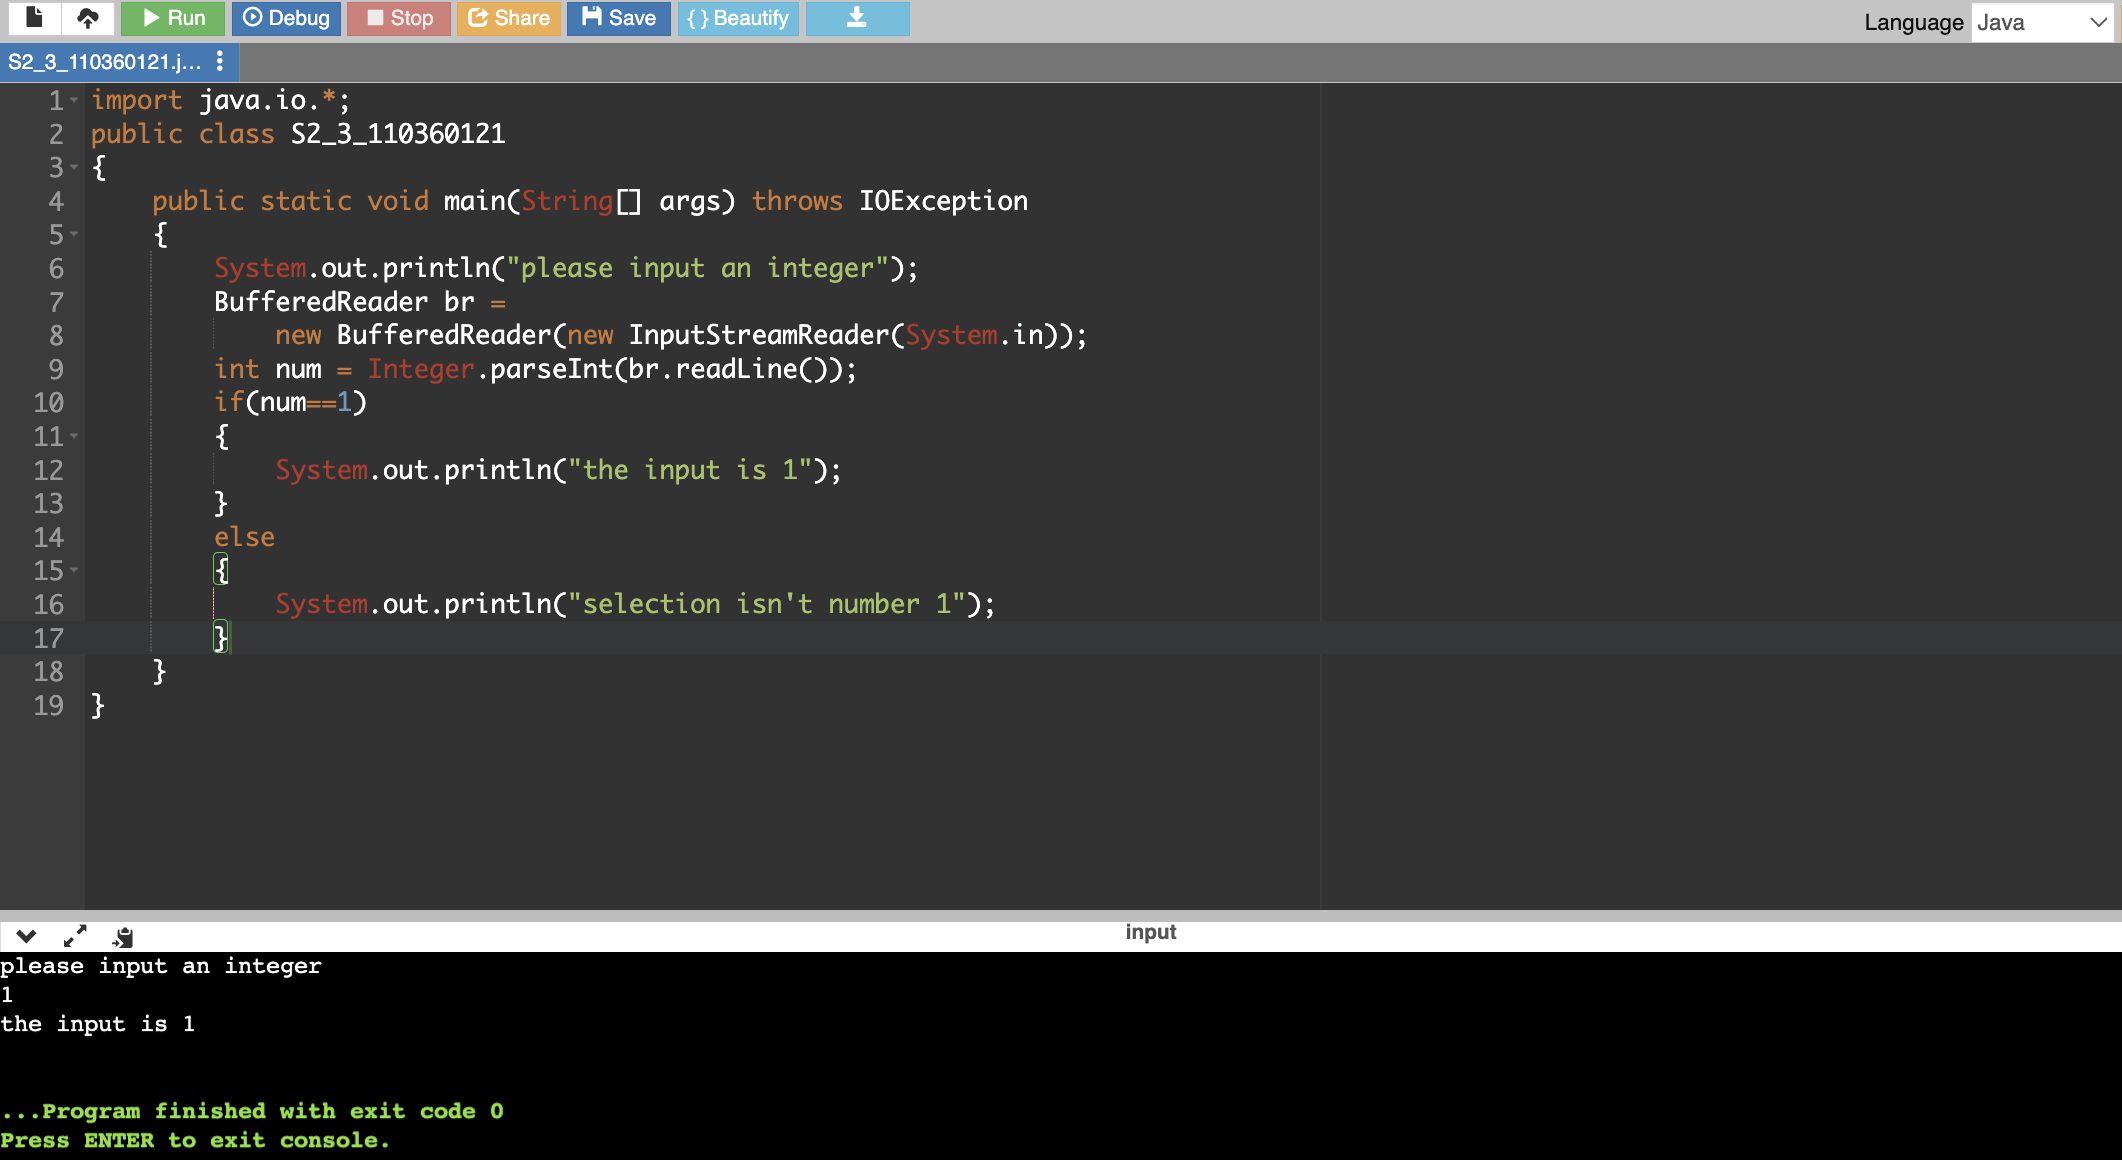 Run Debug Stop Share Save { } Beautify Language Java
S2_3_110360121.j...
1 import java.io.*;
2 public class S2_3_110360121
3 {
4     public static void main(String[] args) throws IOException
5     {
6         System.out.println("please input an integer");
7         BufferedReader br =
8             new BufferedReader(new InputStreamReader(System.in));
9         int num = Integer.parseInt(br.readLine());
10         if(num==1)
11         {
12             System.out.println("the input is 1");
13         }
14         else
15         {
16             System.out.println("selection isn't number 1");
17         }
18     }
19 }
input
please input an integer
1
the input is 1
...Program finished with exit code 0
Press ENTER to exit console.